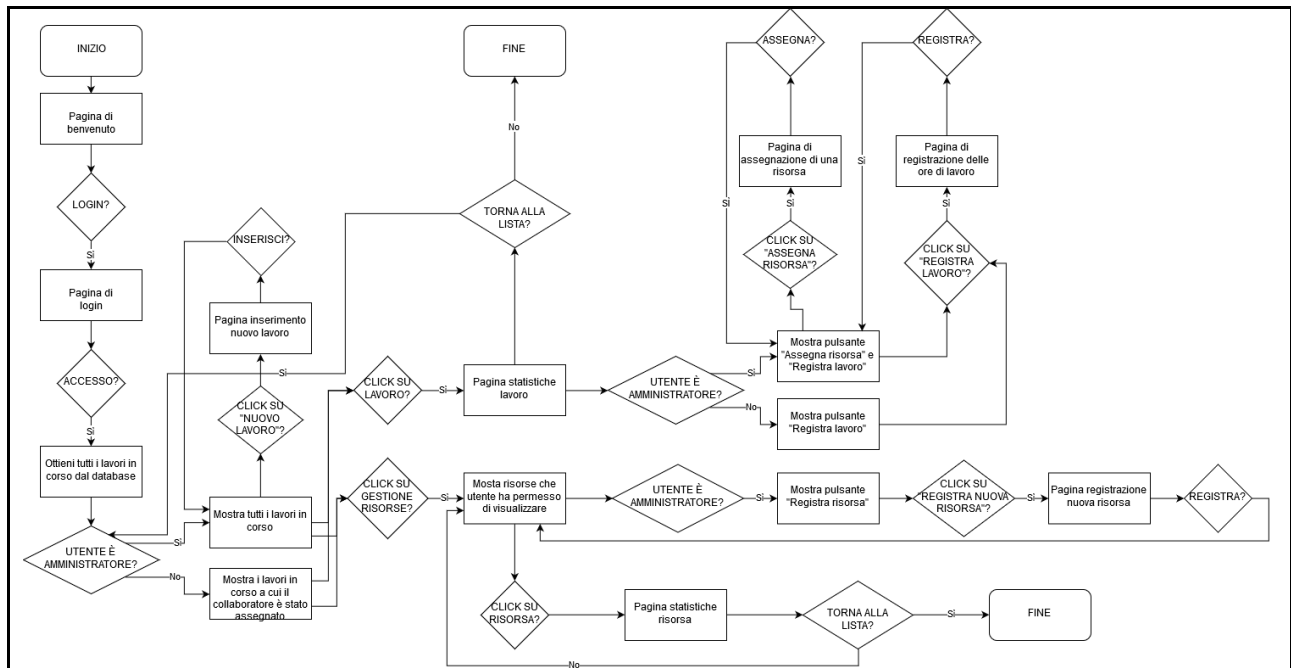 INIZIO
Pagina di
benvenuto
LOGIN?
Sì
Pagina di
login
ACCESSO?
Sì
Ottieni tutti i lavori in
corso dal database
UTENTE È
AMMINISTRATORE?
Sì
No
INSERISCI?
Pagina inserimento
nuovo lavoro
CLICK SU
"NUOVO
LAVORO"?
Mostra tutti i lavori in
corso
Mostra i lavori in
corso a cui il
collaboratore è stato
assegnato
FINE
No
TORNA ALLA
LISTA?
Sì
CLICK SU
LAVORO?
Sì
Pagina statistiche
lavoro
UTENTE È
AMMINISTRATORE?
Sì
No
ASSEGNA?
Sì
Pagina di
assegnazione di una
risorsa
Sì
CLICK SU
"ASSEGNA
RISORSA"?
Mostra pulsante
"Assegna risorsa" e
"Registra lavoro"
Mostra pulsante
"Registra lavoro"
REGISTRA?
Sì
Pagina di
registrazione delle
ore di lavoro
Sì
CLICK SU
"REGISTRA
LAVORO"?
CLICK SU
GESTIONE
RISORSE?
Sì
Mosta risorse che
utente ha permesso
di visualizzare
UTENTE È
AMMINISTRATORE?
Sì
Mostra pulsante
"Registra risorsa"
CLICK SU
"REGISTRA NUOVA
RISORSA"?
Sì
Pagina registrazione
nuova risorsa
REGISTRA?
CLICK SU
RISORSA?
Pagina statistiche
risorsa
TORNA ALLA
LISTA?
Sì
FINE
No